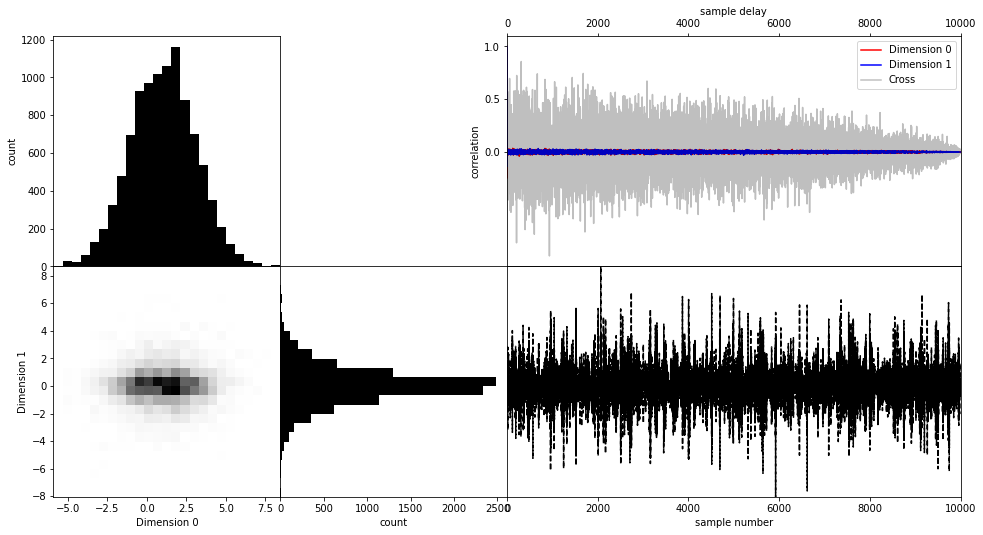 sample delay
0 2000 4000 6000 8000 10000
1200
1000
800
600
400
200
0
count
1.0
0.5
0.0
correlation
Dimension 0
Dimension 1
Cross
8
6
4
2
0
−2
−4
−6
−8
Dimension 1
−5.0 −2.5 0.0 2.5 5.0 7.5
Dimension 0
0 500 1000 1500 2000 2500
count
0 2000 4000 6000 8000 10000
sample number